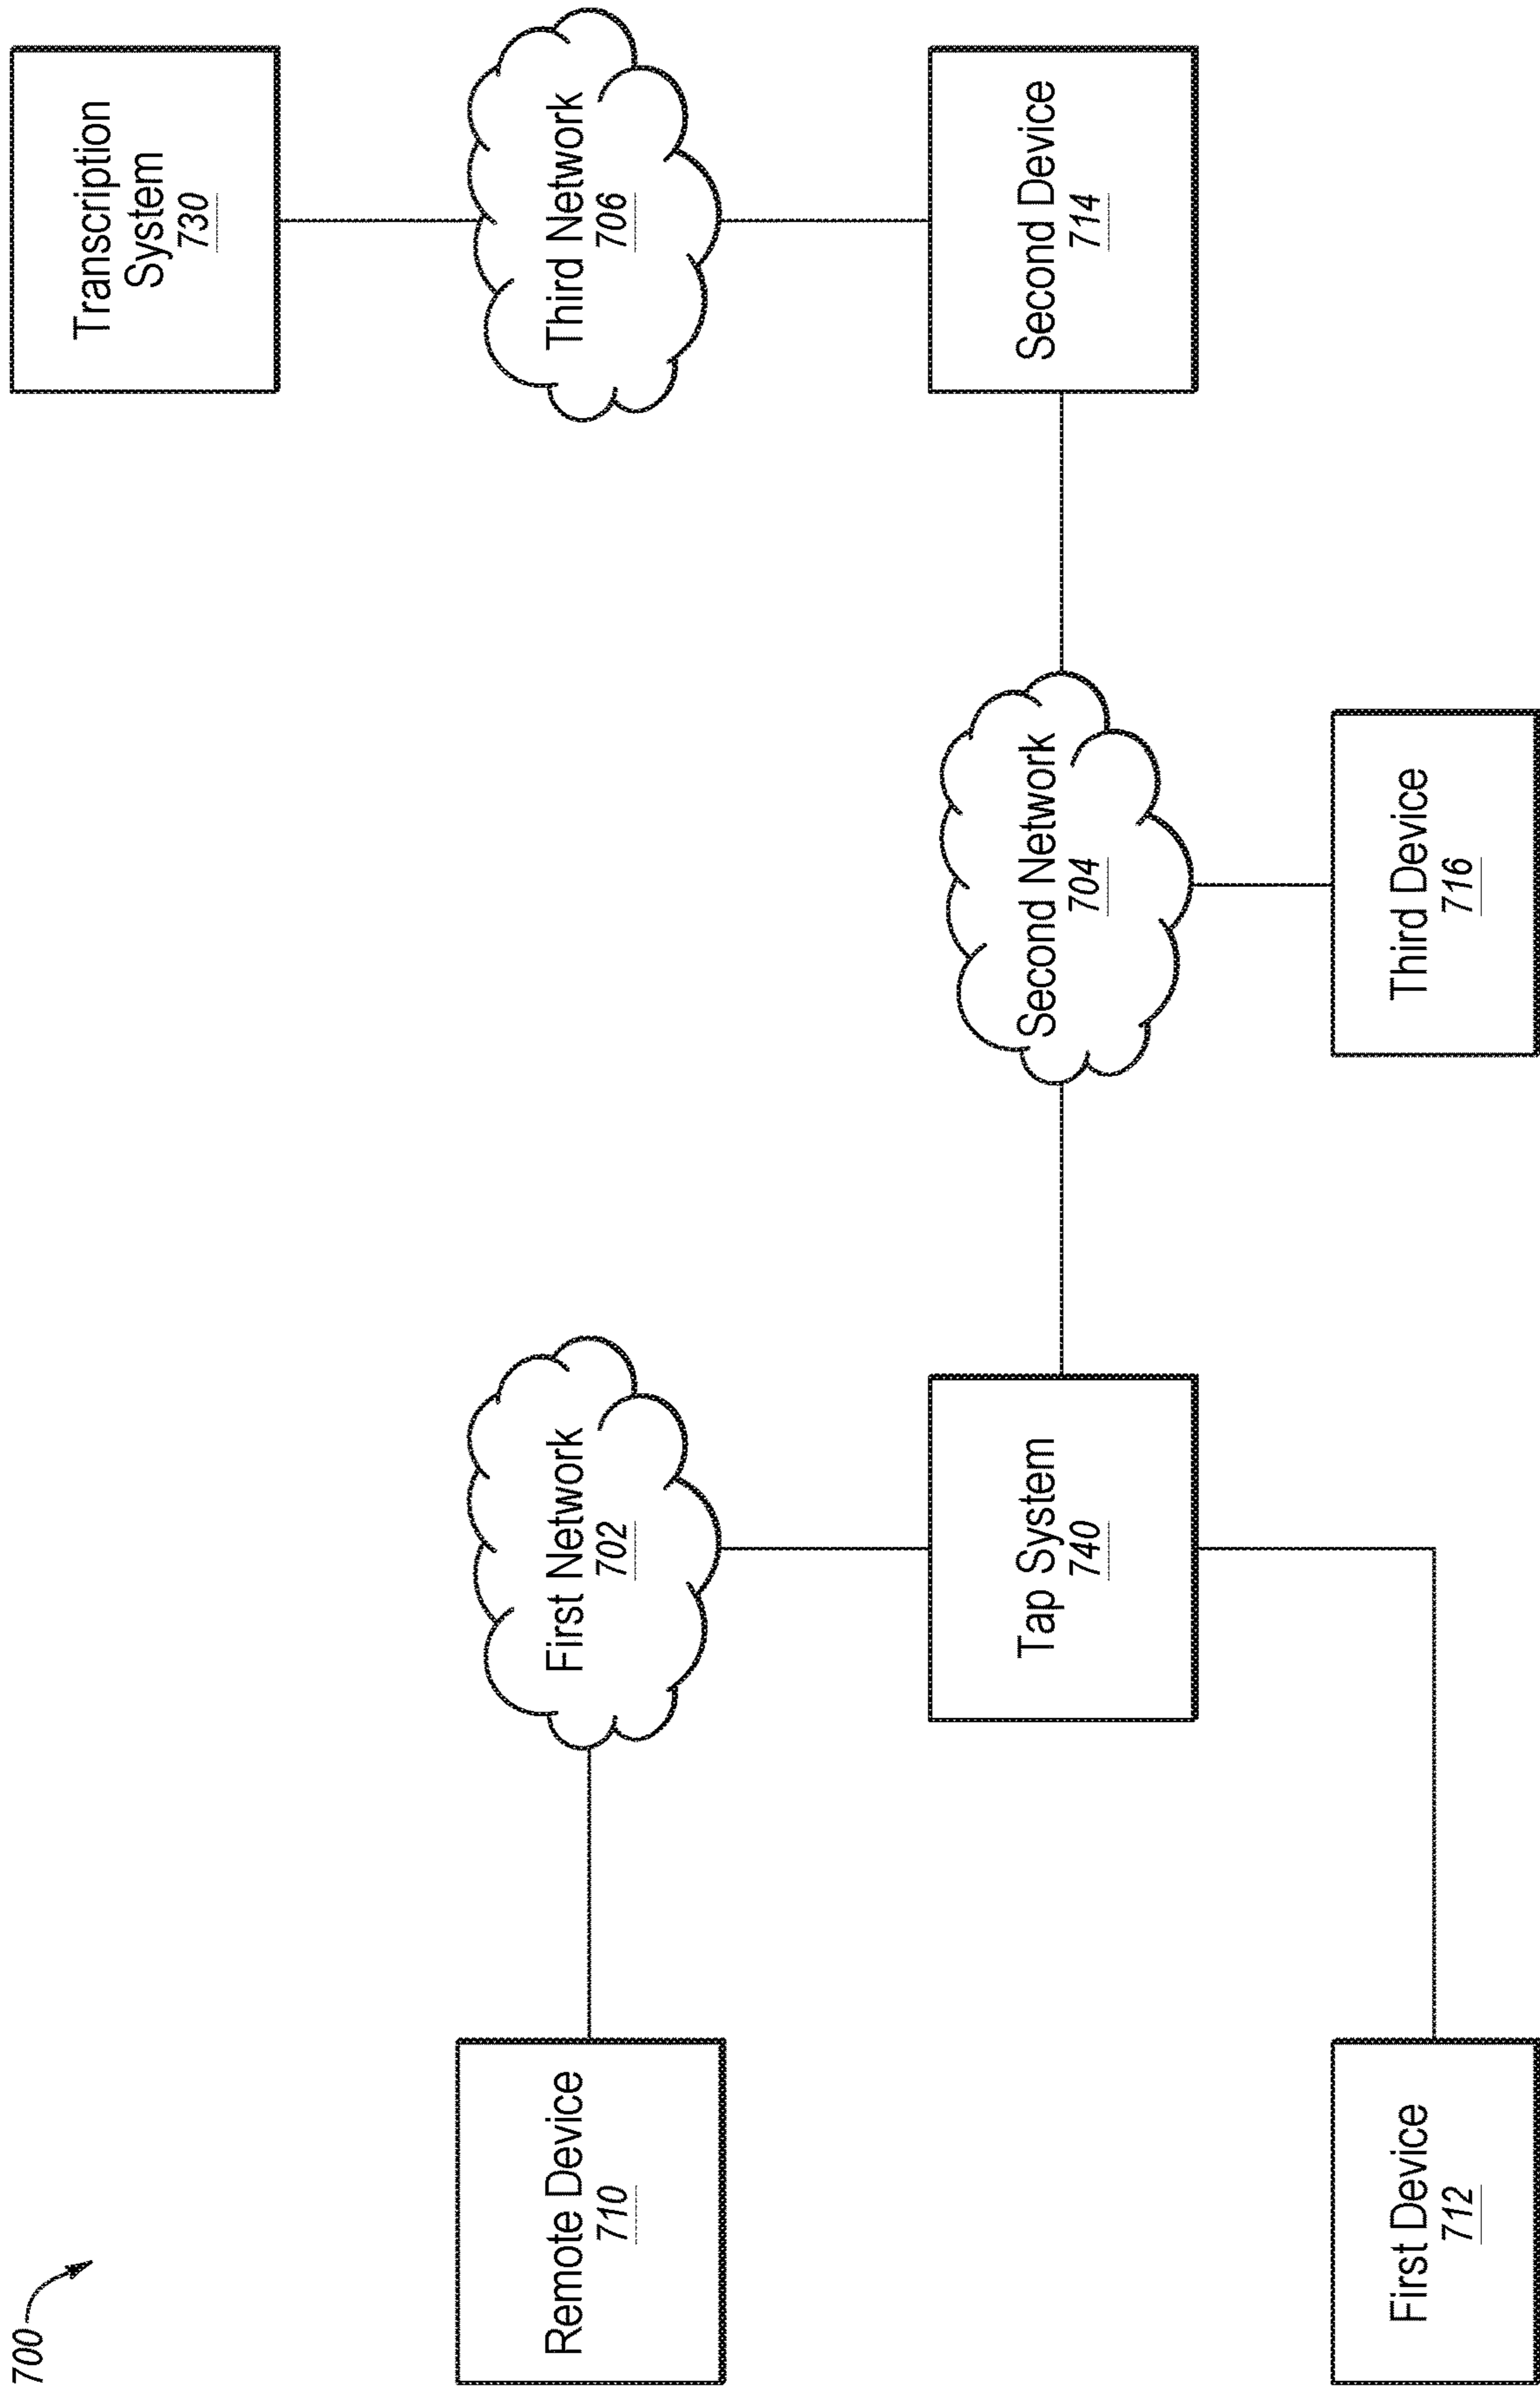 700
Transcription
System
730
Remote Device
710
First Network
702
Third Network
706
Tap System
740
Second Network
704
Second Device
714
First Device
712
Third Device
716